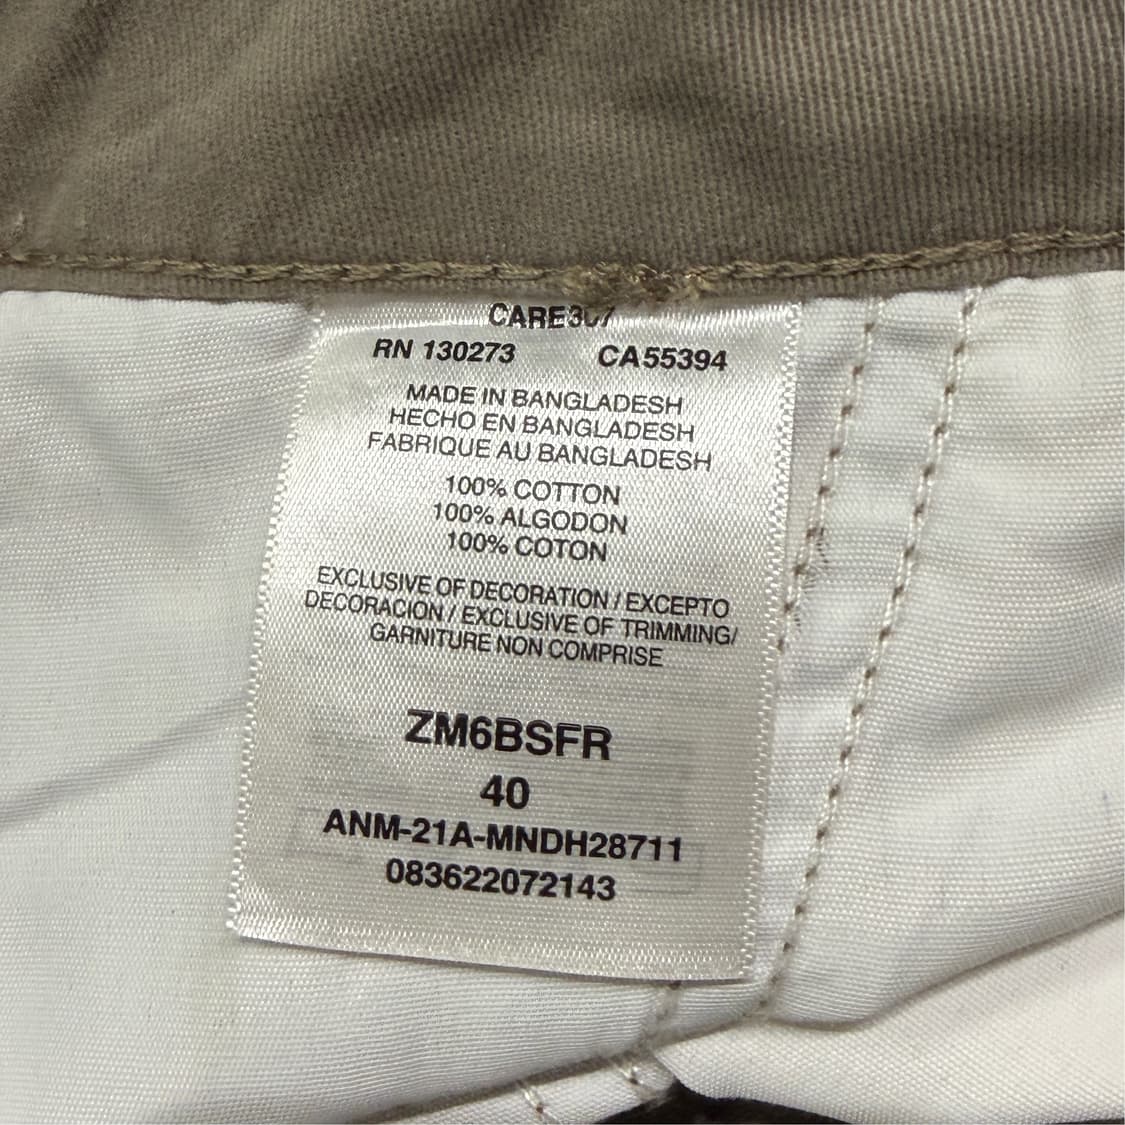 CARE307
RN 130273 CA55394
MADE IN BANGLADESH
HECHO EN BANGLADESH
FABRIQUE AU BANGLADESH
100% COTTON
100% ALGODON
100% COTON
EXCLUSIVE OF DECORATION / EXCEPTO
DECORACION / EXCLUSIVE OF TRIMMING/
GARNITURE NON COMPRISE
ZM6BSFR
40
ANM-21A-MNDH28711
083622072143